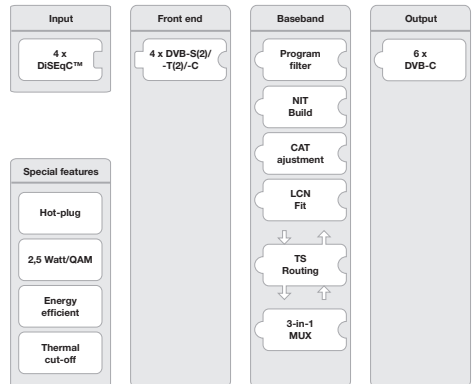 Input
4 x
DiSEqC™
Special features
Hot-plug
2,5 Watt/QAM
Energy
efficient
Thermal
cut-off
Front end
4 x DVB-S(2)/
-T(2)/-C
Baseband
Program
filter
NIT
Build
CAT
ajustment
LCN
Fit
TS
Routing
3-in-1
MUX
Output
6 x
DVB-C